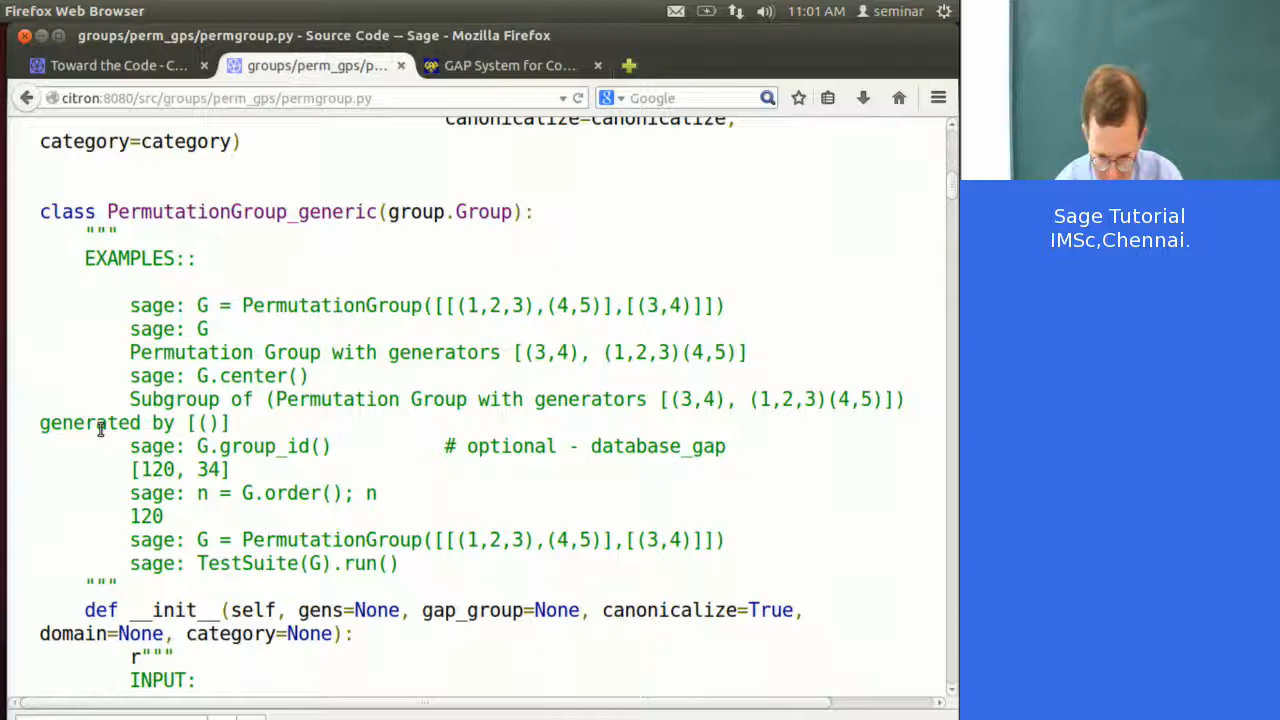 Firefox Web Browser
11:01 AM seminar
groups/perm_gps/permgroup.py - Source Code -- Sage - Mozilla Firefox
Toward the Code - C...
groups/perm_gps/p...
GAP System for Co...
citron:8080/src/groups/perm_gps/permgroup.py
Google
canonicalize=canonicalize,
category=category)
class PermutationGroup_generic(group.Group):
"""
EXAMPLES::
sage: G = PermutationGroup([[(1,2,3),(4,5)],[(3,4)]])
sage: G
Permutation Group with generators [(3,4), (1,2,3)(4,5)]
sage: G.center()
Subgroup of (Permutation Group with generators [(3,4), (1,2,3)(4,5)])
generated by [()]
sage: G.group_id() # optional - database_gap
[120, 34]
sage: n = G.order(); n
120
sage: G = PermutationGroup([[(1,2,3),(4,5)],[(3,4)]])
sage: TestSuite(G).run()
"""
def __init__(self, gens=None, gap_group=None, canonicalize=True,
domain=None, category=None):
r"""
INPUT:
Sage Tutorial
IMSc,Chennai.